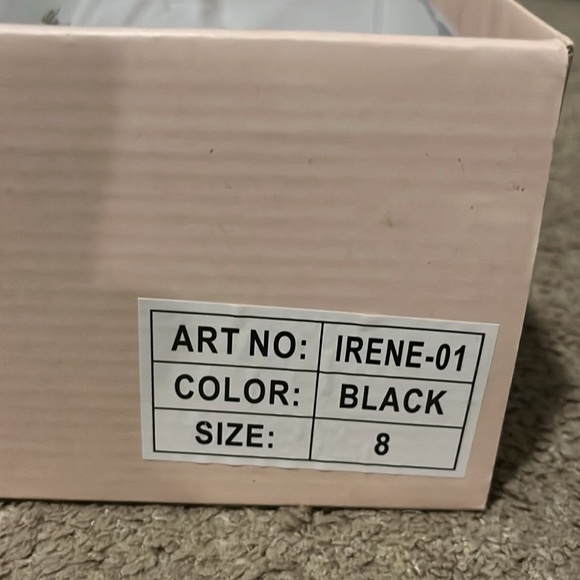 ART NO: IRENE-01
COLOR: BLACK
SIZE: 8